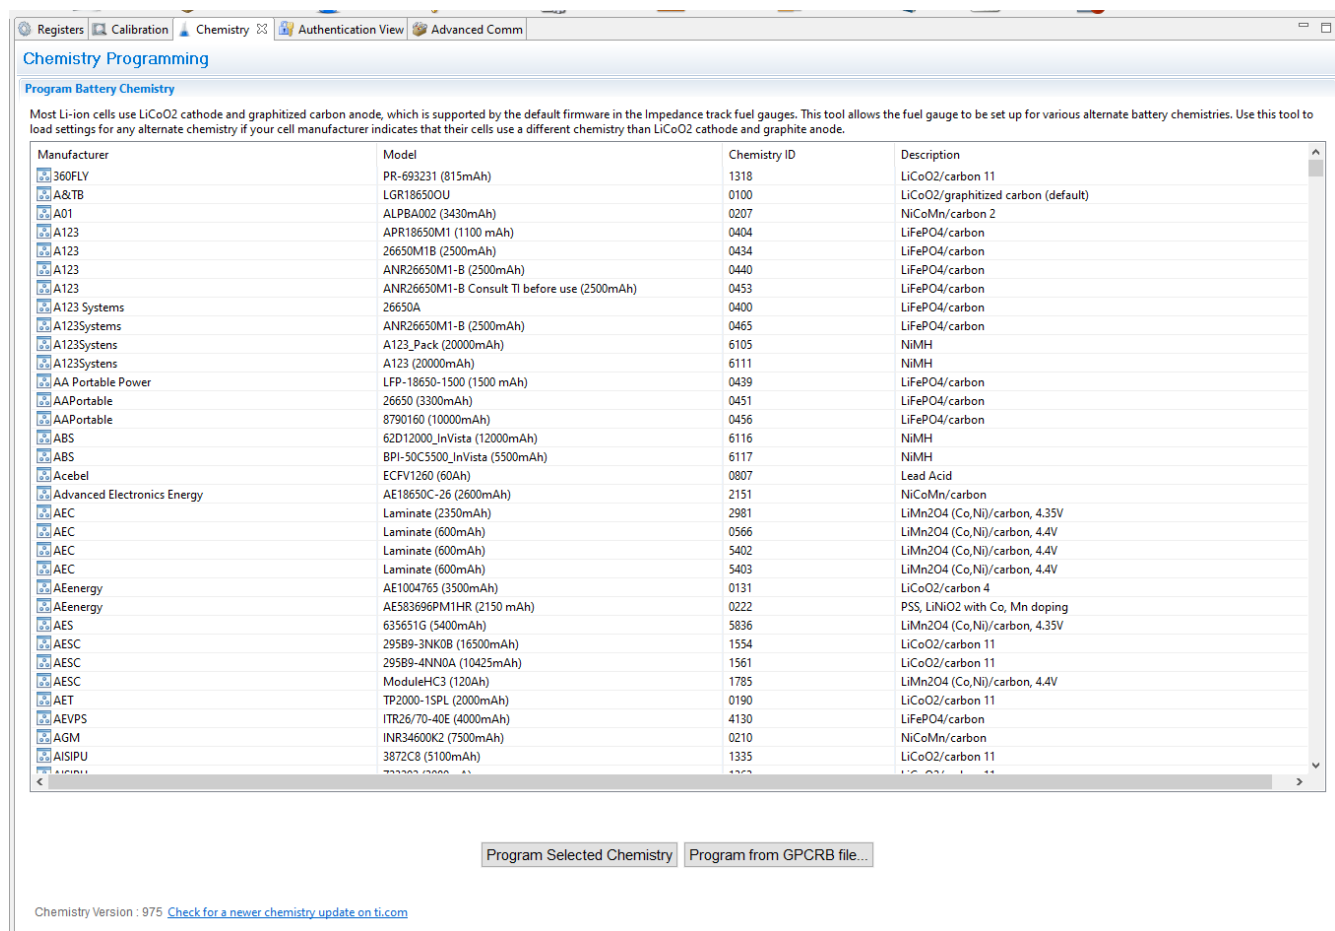 Registers Calibration Chemistry Authentication View Advanced Comm
Chemistry Programming
Program Battery Chemistry
Most Li-ion cells use LiCoO2 cathode and graphitized carbon anode, which is supported by the default firmware in the Impedance track fuel gauges. This tool allows the fuel gauge to be set up for various alternate battery chemistries. Use this tool to
load settings for any alternate chemistry if your cell manufacturer indicates that their cells use a different chemistry than LiCoO2 cathode and graphite anode.
Manufacturer Model Chemistry ID Description
360FLY PR-693231 (815mAh) 1318 LiCoO2/carbon 11
A&TB LGR18650OU 0100 LiCoO2/graphitized carbon (default)
A01 ALPBA002 (3430mAh) 0207 NiCoMn/carbon 2
A123 APR18650M1 (1100 mAh) 0404 LiFePO4/carbon
A123 26650M1B (2500mAh) 0434 LiFePO4/carbon
A123 ANR26650M1-B (2500mAh) 0440 LiFePO4/carbon
A123 ANR26650M1-B Consult TI before use (2500mAh) 0453 LiFePO4/carbon
A123 Systems 26650A 0400 LiFePO4/carbon
A123Systems ANR26650M1-B (2500mAh) 0465 LiFePO4/carbon
A123Systens A123_Pack (20000mAh) 6105 NiMH
A123Systens A123 (20000mAh) 6111 NiMH
AA Portable Power LFP-18650-1500 (1500 mAh) 0439 LiFePO4/carbon
AAPortable 26650 (3300mAh) 0451 LiFePO4/carbon
AAPortable 8790160 (10000mAh) 0456 LiFePO4/carbon
ABS 62D12000_InVista (12000mAh) 6116 NiMH
ABS BPI-50C5500_InVista (5500mAh) 6117 NiMH
Acebel ECFV1260 (60Ah) 0807 Lead Acid
Advanced Electronics Energy AE18650C-26 (2600mAh) 2151 NiCoMn/carbon
AEC Laminate (2350mAh) 2981 LiMn2O4 (Co,Ni)/carbon, 4.35V
AEC Laminate (600mAh) 0566 LiMn2O4 (Co,Ni)/carbon, 4.4V
AEC Laminate (600mAh) 5402 LiMn2O4 (Co,Ni)/carbon, 4.4V
AEC Laminate (600mAh) 5403 LiMn2O4 (Co,Ni)/carbon, 4.4V
AEenergy AE1004765 (3500mAh) 0131 LiCoO2/carbon 4
AEenergy AE583696PM1HR (2150 mAh) 0222 PSS, LiNiO2 with Co, Mn doping
AES 635651G (5400mAh) 5836 LiMn2O4 (Co,Ni)/carbon, 4.35V
AESC 295B9-3NK0B (16500mAh) 1554 LiCoO2/carbon 11
AESC 295B9-4NN0A (10425mAh) 1561 LiCoO2/carbon 11
AESC ModuleHC3 (120Ah) 1785 LiMn2O4 (Co,Ni)/carbon, 4.4V
AET TP2000-1SPL (2000mAh) 0190 LiCoO2/carbon 11
AEVPS ITR26/70-40E (4000mAh) 4130 LiFePO4/carbon
AGM INR34600K2 (7500mAh) 0210 NiCoMn/carbon
AISIPU 3872C8 (5100mAh) 1335 LiCoO2/carbon 11
Program Selected Chemistry Program from GPCRB file...
Chemistry Version : 975 Check for a newer chemistry update on ti.com